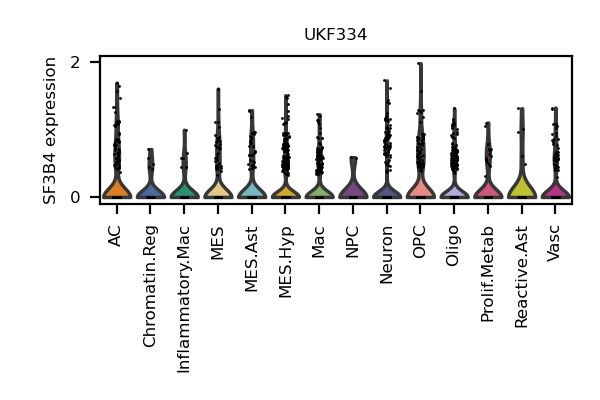 UKF334
SF3B4 expression
2
0
AC
Chromatin.Reg
Inflammatory.Mac
MES
MES.Ast
MES.Hyp
Mac
NPC
Neuron
OPC
Oligo
Prolif.Metab
Reactive.Ast
Vasc